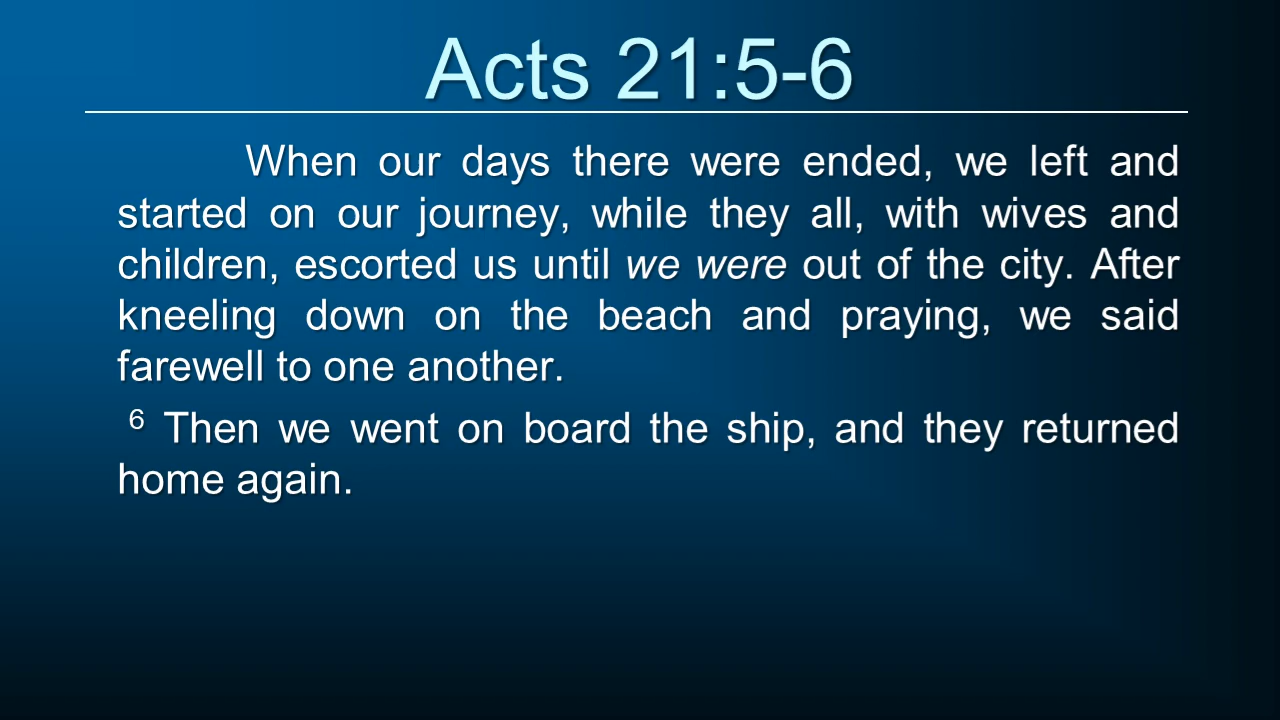 Acts 21:5-6
When our days there were ended, we left and
started on our journey, while they all, with wives and
children, escorted us until we were out of the city. After
kneeling down on the beach and praying, we said
farewell to one another.
6 Then we went on board the ship, and they returned
home again.